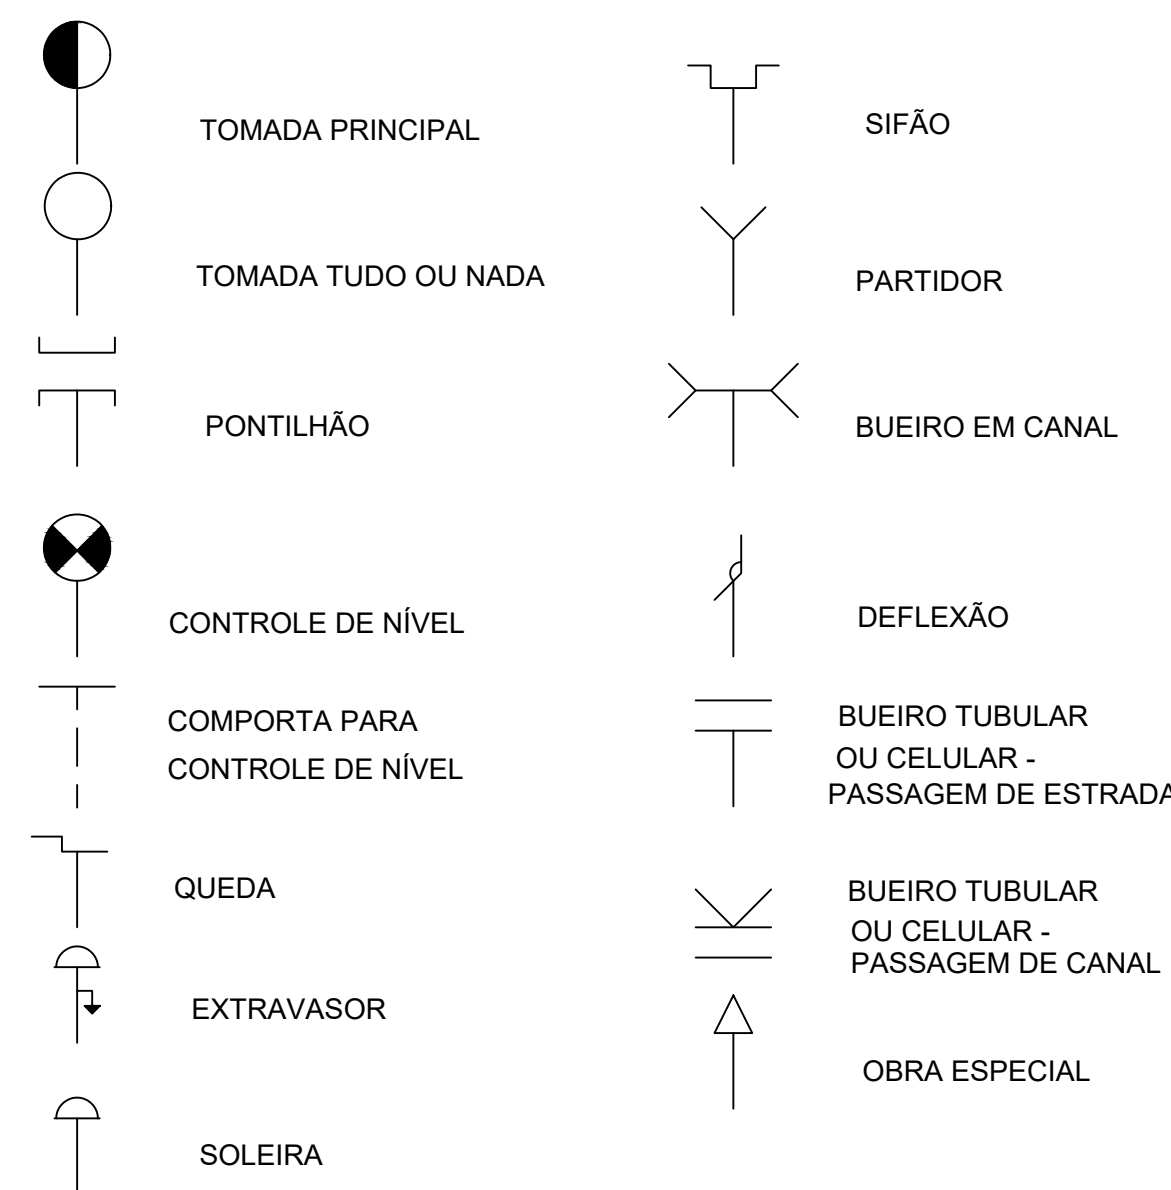 TOMADA PRINCIPAL
TOMADA TUDO OU NADA
PONTILHÃO
CONTROLE DE NÍVEL
COMPORTA PARA
CONTROLE DE NÍVEL
QUEDA
EXTRAVASOR
SOLEIRA
SIFÃO
PARTIDOR
BUEIRO EM CANAL
DEFLEXÃO
BUEIRO TUBULAR
OU CELULAR -
PASSAGEM DE ESTRADA
BUEIRO TUBULAR
OU CELULAR -
PASSAGEM DE CANAL
OBRA ESPECIAL